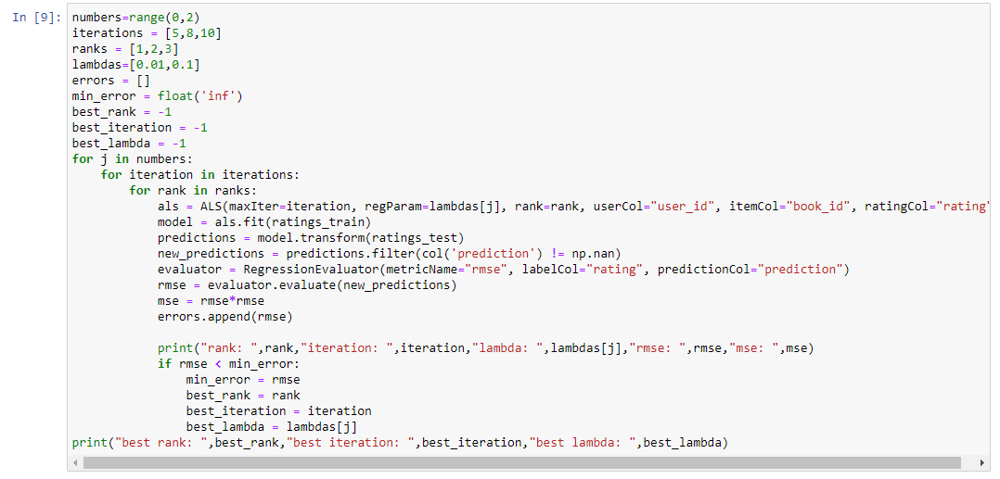 In [9]: numbers=range(0,2)
iterations = [5,8,10]
ranks = [1,2,3]
lambdas=[0.01,0.1]
errors = []
min_error = float('inf')
best_rank = -1
best_iteration = -1
best_lambda = -1
for j in numbers:
    for iteration in iterations:
        for rank in ranks:
            als = ALS(maxIter=iteration, regParam=lambdas[j], rank=rank, userCol="user_id", itemCol="book_id", ratingCol="rating"
            model = als.fit(ratings_train)
            predictions = model.transform(ratings_test)
            new_predictions = predictions.filter(col('prediction') != np.nan)
            evaluator = RegressionEvaluator(metricName="rmse", labelCol="rating", predictionCol="prediction")
            rmse = evaluator.evaluate(new_predictions)
            mse = rmse*rmse
            errors.append(rmse)
            print("rank: ",rank,"iteration: ",iteration,"lambda: ",lambdas[j],"rmse: ",rmse,"mse: ",mse)
            if rmse < min_error:
                min_error = rmse
                best_rank = rank
                best_iteration = iteration
                best_lambda = lambdas[j]
print("best rank: ",best_rank,"best iteration: ",best_iteration,"best lambda: ",best_lambda)